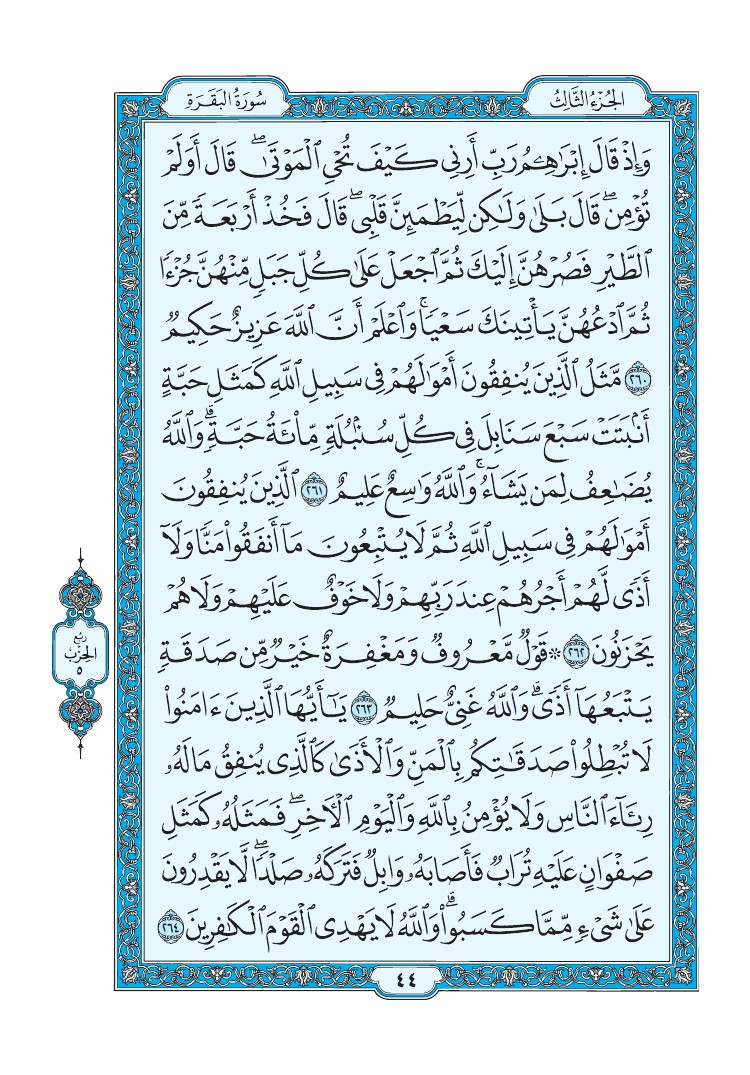 الجُزْءُ الثَّالِثُ
سُورَةُ البَقَرَةِ
وَإِذْ قَالَ إِبْرَٰهِـۧمُ رَبِّ أَرِنِى كَيْفَ تُحْىِ ٱلْمَوْتَىٰ ۖ قَالَ أَوَلَمْ
تُؤْمِن ۖ قَالَ بَلَىٰ وَلَٰكِن لِّيَطْمَئِنَّ قَلْبِى ۖ قَالَ فَخُذْ أَرْبَعَةً مِّنَ
ٱلطَّيْرِ فَصُرْهُنَّ إِلَيْكَ ثُمَّ ٱجْعَلْ عَلَىٰ كُلِّ جَبَلٍ مِّنْهُنَّ جُزْءًا
ثُمَّ ٱدْعُهُنَّ يَأْتِينَكَ سَعْيًا ۚ وَٱعْلَمْ أَنَّ ٱللَّهَ عَزِيزٌ حَكِيمٌ
٢٦٠ مَّثَلُ ٱلَّذِينَ يُنفِقُونَ أَمْوَٰلَهُمْ فِى سَبِيلِ ٱللَّهِ كَمَثَلِ حَبَّةٍ
أَنۢبَتَتْ سَبْعَ سَنَابِلَ فِى كُلِّ سُنۢبُلَةٍ مِّا۟ئَةُ حَبَّةٍ ۗ وَٱللَّهُ
يُضَٰعِفُ لِمَن يَشَآءُ ۚ وَٱللَّهُ وَٰسِعٌ عَلِيمٌ ٢٦١ ٱلَّذِينَ يُنفِقُونَ
أَمْوَٰلَهُمْ فِى سَبِيلِ ٱللَّهِ ثُمَّ لَا يُتْبِعُونَ مَآ أَنفَقُوا۟ مَنًّا وَلَآ
أَذًى لَّهُمْ أَجْرُهُمْ عِندَ رَبِّهِمْ وَلَا خَوْفٌ عَلَيْهِمْ وَلَا هُمْ
يَحْزَنُونَ ٢٦٢ ۞ قَوْلٌ مَّعْرُوفٌ وَمَغْفِرَةٌ خَيْرٌ مِّن صَدَقَةٍ
يَتْبَعُهَآ أَذًى ۗ وَٱللَّهُ غَنِىٌّ حَلِيمٌ ٢٦٣ يَٰٓأَيُّهَا ٱلَّذِينَ ءَامَنُوا۟
لَا تُبْطِلُوا۟ صَدَقَٰتِكُم بِٱلْمَنِّ وَٱلْأَذَىٰ كَٱلَّذِى يُنفِقُ مَالَهُۥ
رِئَآءَ ٱلنَّاسِ وَلَا يُؤْمِنُ بِٱللَّهِ وَٱلْيَوْمِ ٱلْءَاخِرِ ۖ فَمَثَلُهُۥ كَمَثَلِ
صَفْوَانٍ عَلَيْهِ تُرَابٌ فَأَصَابَهُۥ وَابِلٌ فَتَرَكَهُۥ صَلْدًا ۖ لَّا يَقْدِرُونَ
عَلَىٰ شَىْءٍ مِّمَّا كَسَبُوا۟ ۗ وَٱللَّهُ لَا يَهْدِى ٱلْقَوْمَ ٱلْكَٰفِرِينَ ٢٦٤
رُبع
الحِزب
٥
٤٤